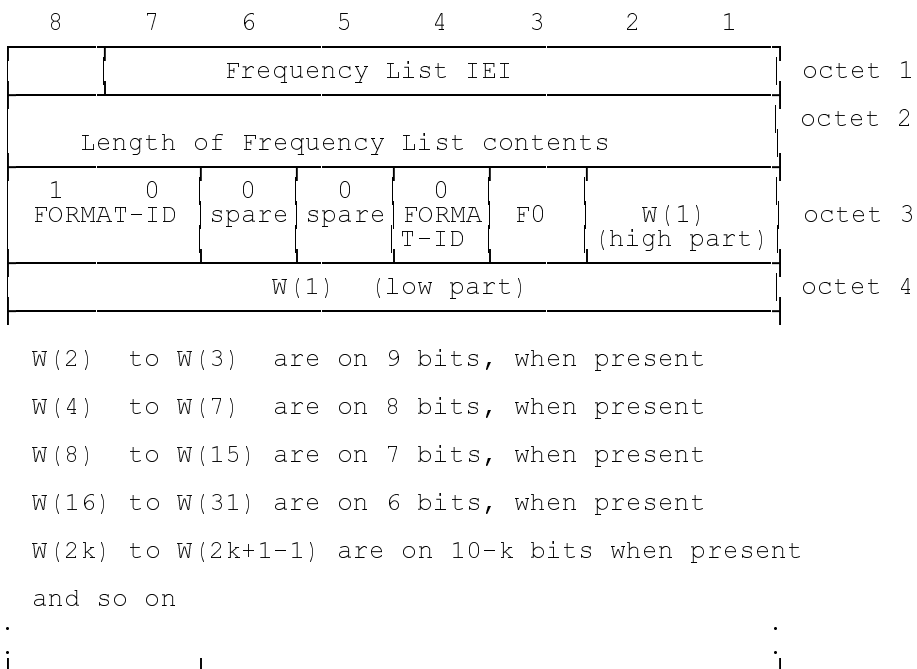 8 7 6 5 4 3 2 1
Frequency List IEI octet 1
octet 2
Length of Frequency List contents
1 0 0 0 0
FORMAT-ID spare spare FORMA F0 W(1) octet 3
T-ID (high part)
W(1) (low part) octet 4
W(2) to W(3) are on 9 bits, when present
W(4) to W(7) are on 8 bits, when present
W(8) to W(15) are on 7 bits, when present
W(16) to W(31) are on 6 bits, when present
W(2k) to W(2k+1-1) are on 10-k bits when present
and so on